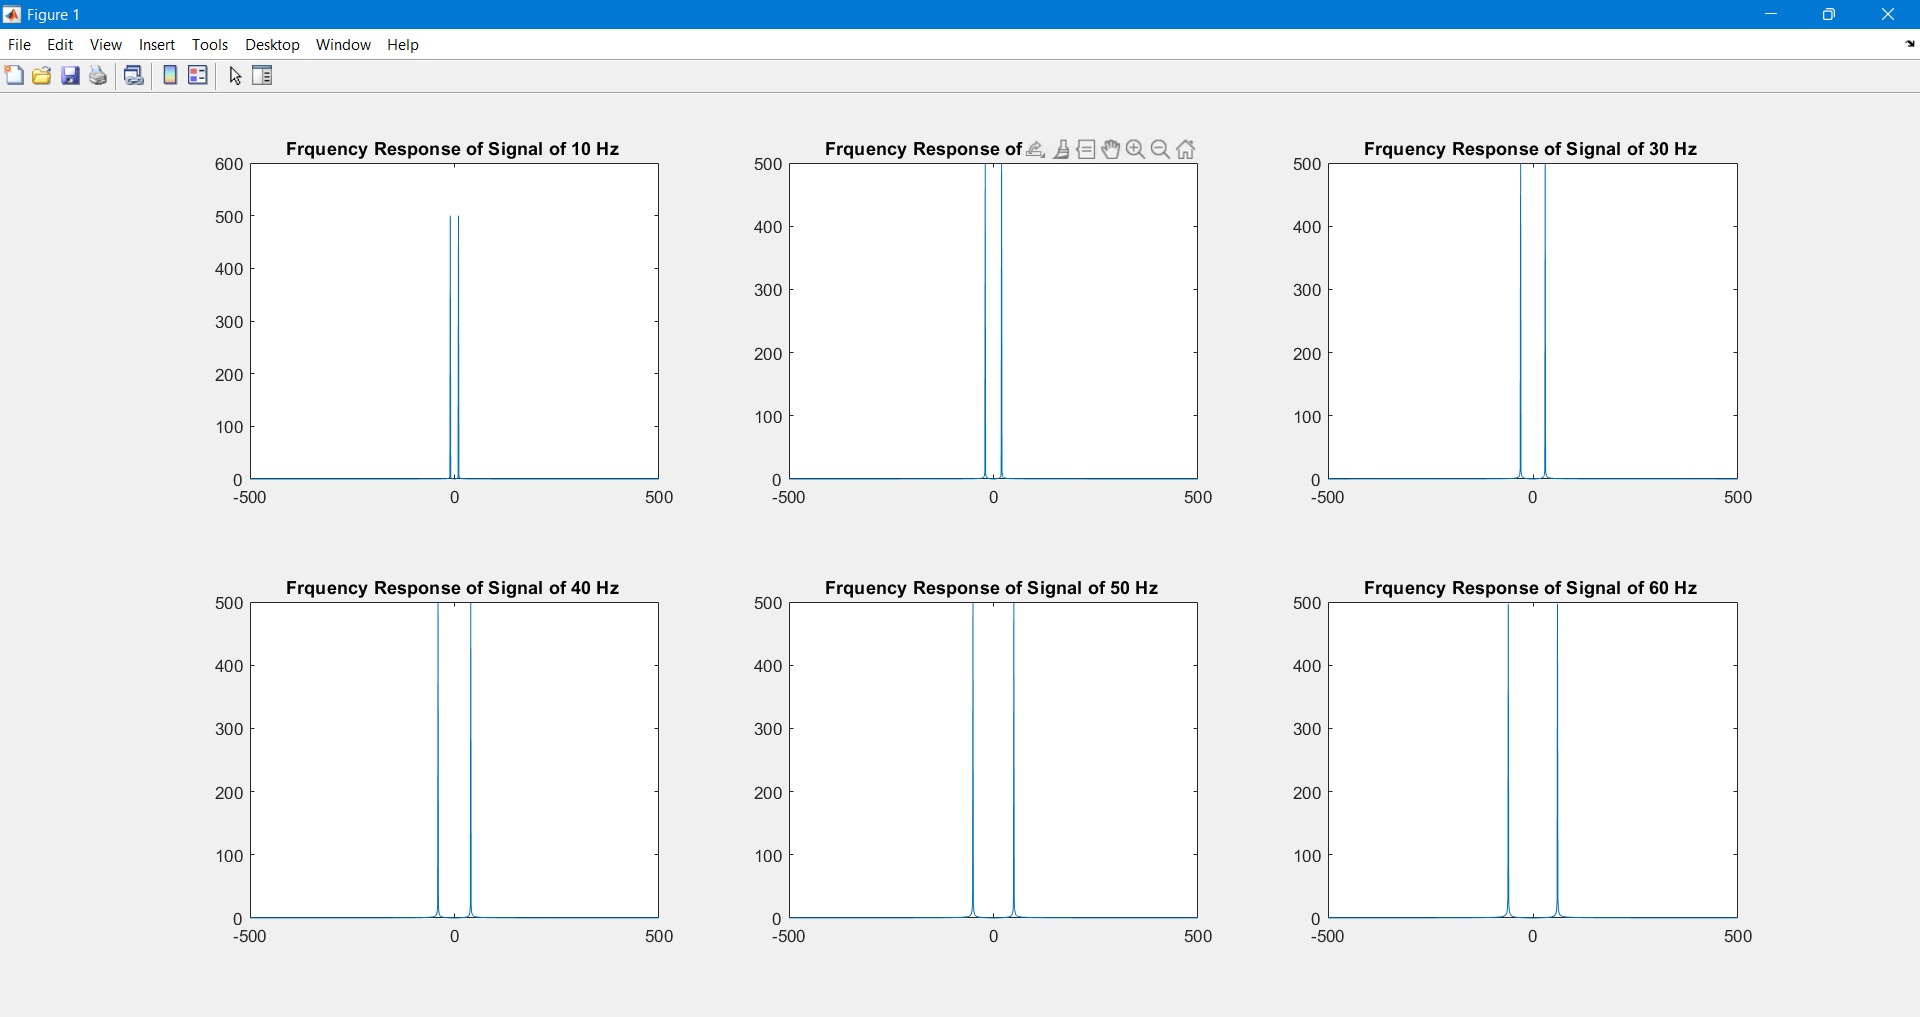 Figure 1
File Edit View Insert Tools Desktop Window Help
Frquency Response of Signal of 10 Hz
600
500
400
300
200
100
0
-500 0 500
Frquency Response of
500
400
300
200
100
0
-500 0 500
Frquency Response of Signal of 30 Hz
500
400
300
200
100
0
-500 0 500
Frquency Response of Signal of 40 Hz
500
400
300
200
100
0
-500 0 500
Frquency Response of Signal of 50 Hz
500
400
300
200
100
0
-500 0 500
Frquency Response of Signal of 60 Hz
500
400
300
200
100
0
-500 0 500